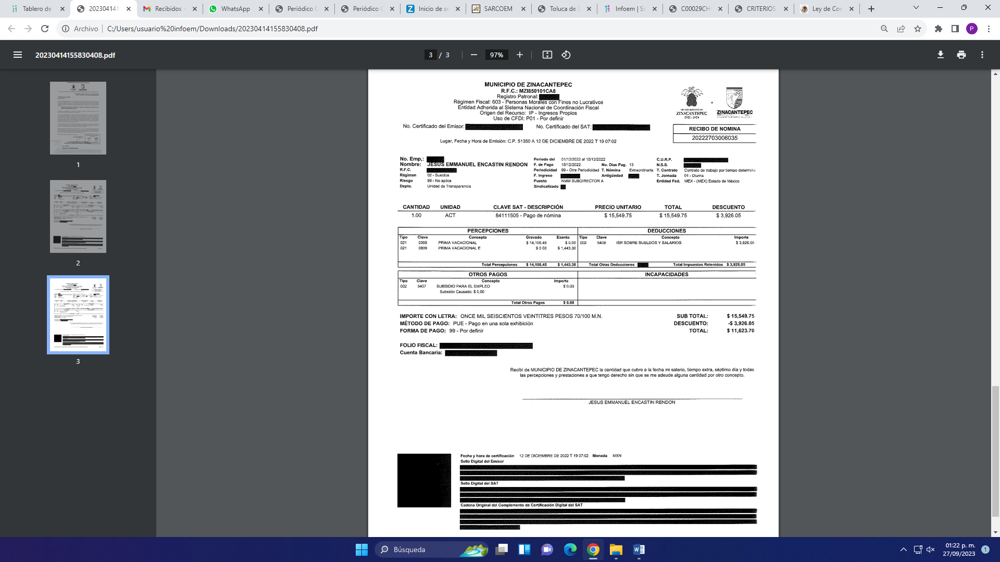 Tablero de
202304141
Recibidos -
WhatsApp
Periódico
Periódico
Inicio de se
SARCOEM
Toluca de L
Infoem | So
C00029CH
CRITERIOS
Ley de Coo
Archivo | C:/Users/usuario%20infoem/Downloads/20230414155830408.pdf
P
20230414155830408.pdf
3 / 3
97%
1
2
3
MUNICIPIO DE ZINACANTEPEC
R.F.C.: MZI850101CA8
Registro Patronal:
Régimen Fiscal: 603 - Personas Morales con Fines no Lucrativos
Entidad Adherida al Sistema Nacional de Coordinación Fiscal
Origen del Recurso: IP - Ingresos Propios
Uso de CFDI: P01 - Por definir
ZINACANTEPEC
2022 - 2024
ZINACANTEPEC
No. Certificado del Emisor: No. Certificado del SAT:
RECIBO DE NOMINA
20222703006035
Lugar, Fecha y Hora de Emisión: C.P. 51350 A 12 DE DICIEMBRE DE 2022 T 19 07:02
No. Emp,: Periodo del 01/12/2022 al 15/12/2022 C.U.R.P.
Nombre: JESUS EMMANUEL ENCASTIN RENDON F. de Pago 15/12/2022 No. Dias Pag. 13 N.S.S.
R.F.C. Periodicidad 99 - Otra Periodicidad T. Nómina Extraordinaria T. Contrato Contrato de trabajo por tiempo determina
Régimen 02 - Sueldos F. Ingreso Antigüedad T. Jornada 01 - Diurna
Riesgo 99 - No aplica Puesto NMM SUBDIRECTOR A Entidad Fed. MEX - (MEX) Estado de México
Depto. Unidad de Transparencia Sindicalizado
CANTIDAD UNIDAD CLAVE SAT - DESCRIPCIÓN PRECIO UNITARIO TOTAL DESCUENTO
1.00 ACT 84111505 - Pago de nómina $ 15,549.75 $ 15,549.75 $ 3,926.05
PERCEPCIONES DEDUCCIONES
Tipo Clave Concepto Gravado Exento Tipo Clave Concepto Importe
021 0305 PRIMA VACACIONAL $ 14,106.45 $ 0.00 002 5408 ISR SOBRE SUELDOS Y SALARIOS $ 3,926.05
021 0809 PRIMA VACACIONAL E $ 0 00 $ 1,443.30
Total Percepciones $ 14,106.45 $ 1,443.30 Total Otras Deducciones Total Impuestos Retenidos $ 3,926.05
OTROS PAGOS INCAPACIDADES
Tipo Clave Concepto Importe
002 5407 SUBSIDIO PARA EL EMPLEO $ 0.00
Subsidio Causado: $ 0.00
Total Otros Pagos $ 0.00
IMPORTE CON LETRA: ONCE MIL SEISCIENTOS VEINTITRES PESOS 70/100 M.N. SUB TOTAL: $ 15,549.75
MÉTODO DE PAGO: PUE - Pago en una sola exhibición DESCUENTO: -$ 3,926.05
FORMA DE PAGO: 99 - Por definir TOTAL: $ 11,623.70
FOLIO FISCAL:
Cuenta Bancaria:
Recibí de MUNICIPIO DE ZINACANTEPEC la cantidad que cubre a la fecha mi salario, tiempo extra, séptimo día y todas
las percepciones y prestaciones a que tengo derecho sin que se me adeude alguna cantidad por otro concepto.
JESUS EMMANUEL ENCASTIN RENDON
Fecha y hora de certificación 12 DE DICIEMBRE DE 2022 T 19 07:02 Moneda MXN
Sello Digital del Emisor
Sello Digital del SAT
Cadena Original del Complemento de Certificación Digital del SAT
Búsqueda
01:22 p. m.
27/09/2023
1